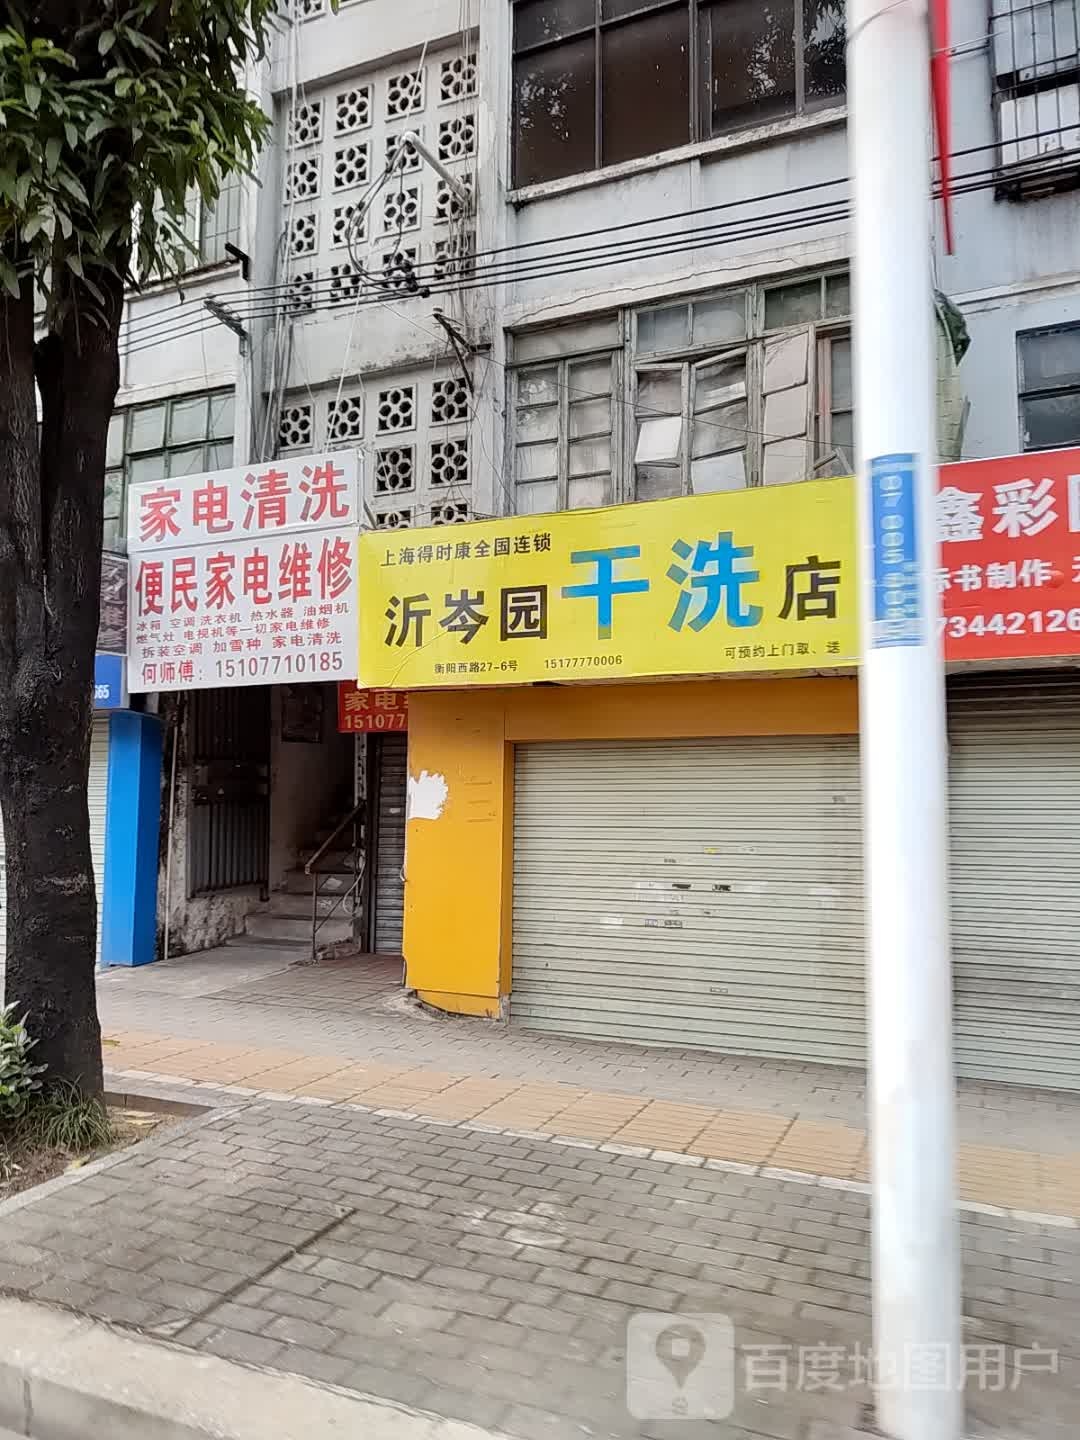 家电清洗
便民家电维修
冰箱 空调 洗衣机 热水器 油烟机
燃气灶 电视机等一切家电维修
拆装空调 加雪种 家电清洗
何师傅：15107710185
家电
151077
上海得时康全国连锁
沂岑园干洗店
衡阳西路27-6号 15177770006 可预约上门取、送
鑫彩
标书制作
73442126
65
百度地图用户